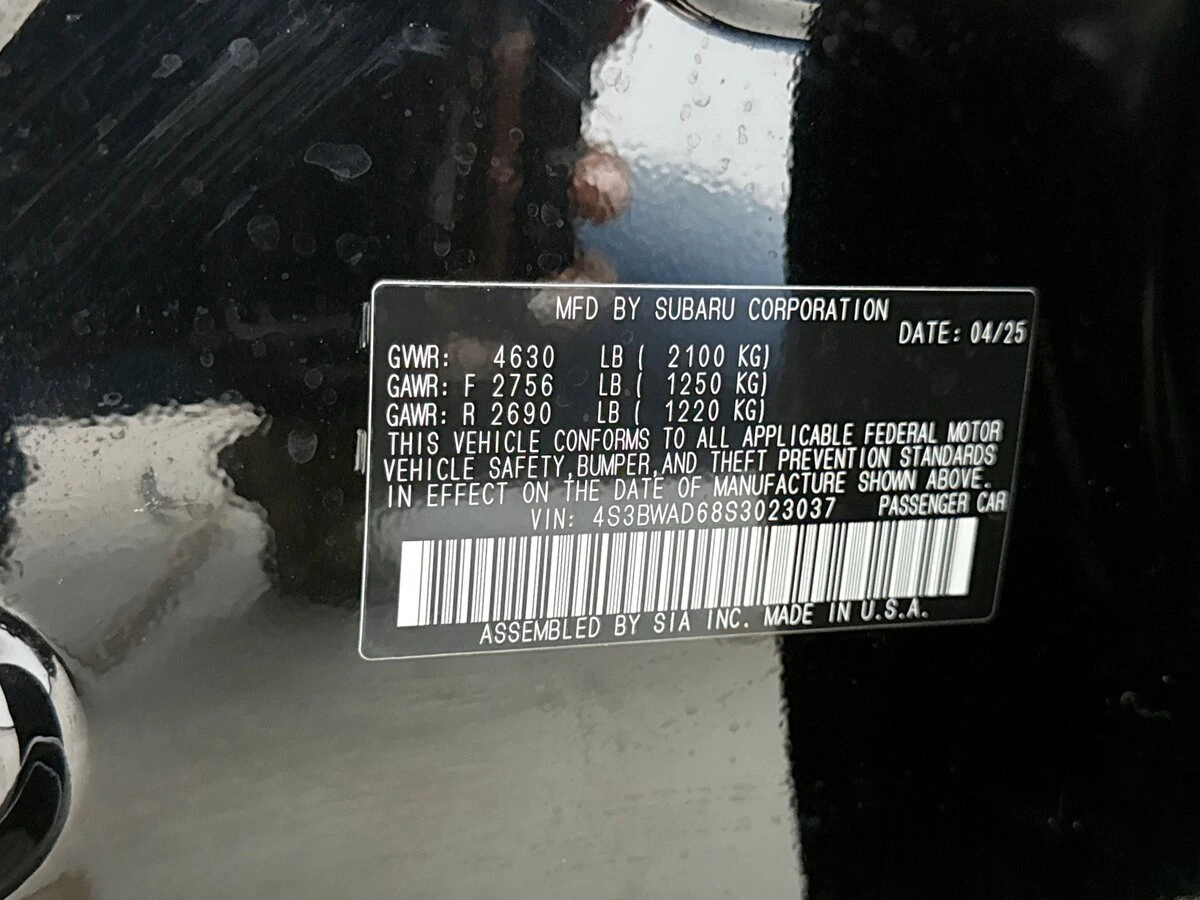 MFD BY SUBARU CORPORATION
DATE: 04/25
GVWR: 4630 LB ( 2100 KG)
GAWR: F 2756 LB ( 1250 KG)
GAWR: R 2690 LB ( 1220 KG)
THIS VEHICLE CONFORMS TO ALL APPLICABLE FEDERAL MOTOR
VEHICLE SAFETY,BUMPER,AND THEFT PREVENTION STANDARDS
IN EFFECT ON THE DATE OF MANUFACTURE SHOWN ABOVE.
VIN: 4S3BWAD68S3023037 PASSENGER CAR
ASSEMBLED BY SIA INC. MADE IN U.S.A.